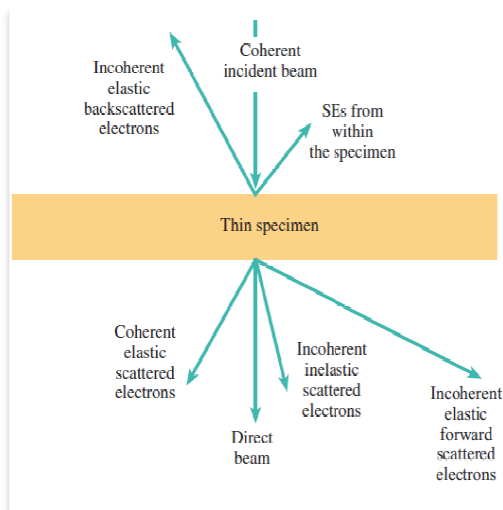 Coherent
incident beam
Incoherent
elastic
backscattered
electrons
SEs from
within
the specimen
Thin specimen
Coherent
elastic
scattered
electrons
Direct
beam
Incoherent
inelastic
scattered
electrons
Incoherent
elastic
forward
scattered
electrons